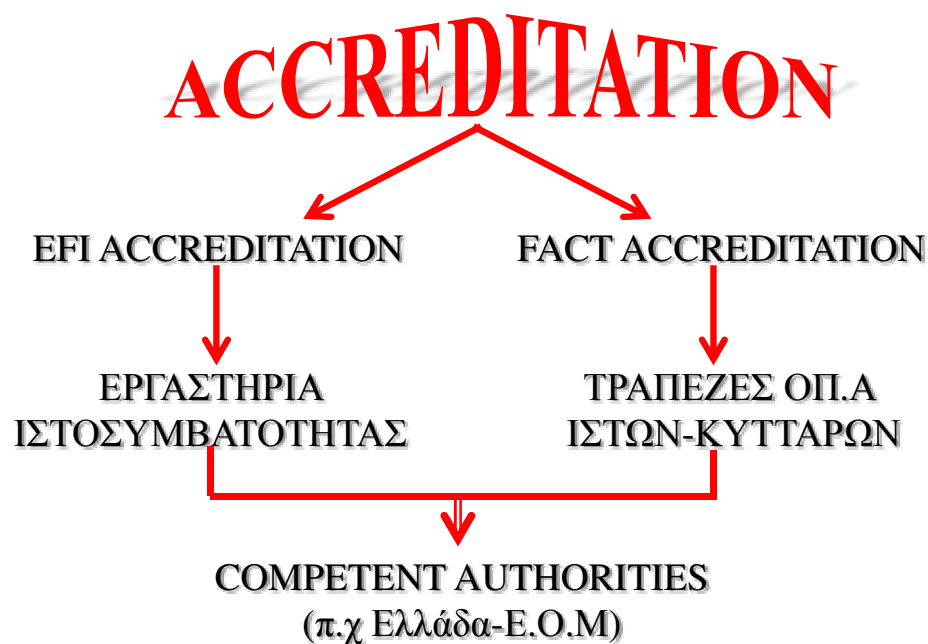 ACCREDITATION
EFI ACCREDITATION
FACT ACCREDITATION
ΕΡΓΑΣΤΗΡΙΑ
ΙΣΤΟΣΥΜΒΑΤΟΤΗΤΑΣ
ΤΡΑΠΕΖΕΣ ΟΠ.Α
ΙΣΤΩΝ-ΚΥΤΤΑΡΩΝ
COMPETENT AUTHORITIES
(π.χ Ελλάδα-Ε.Ο.Μ)